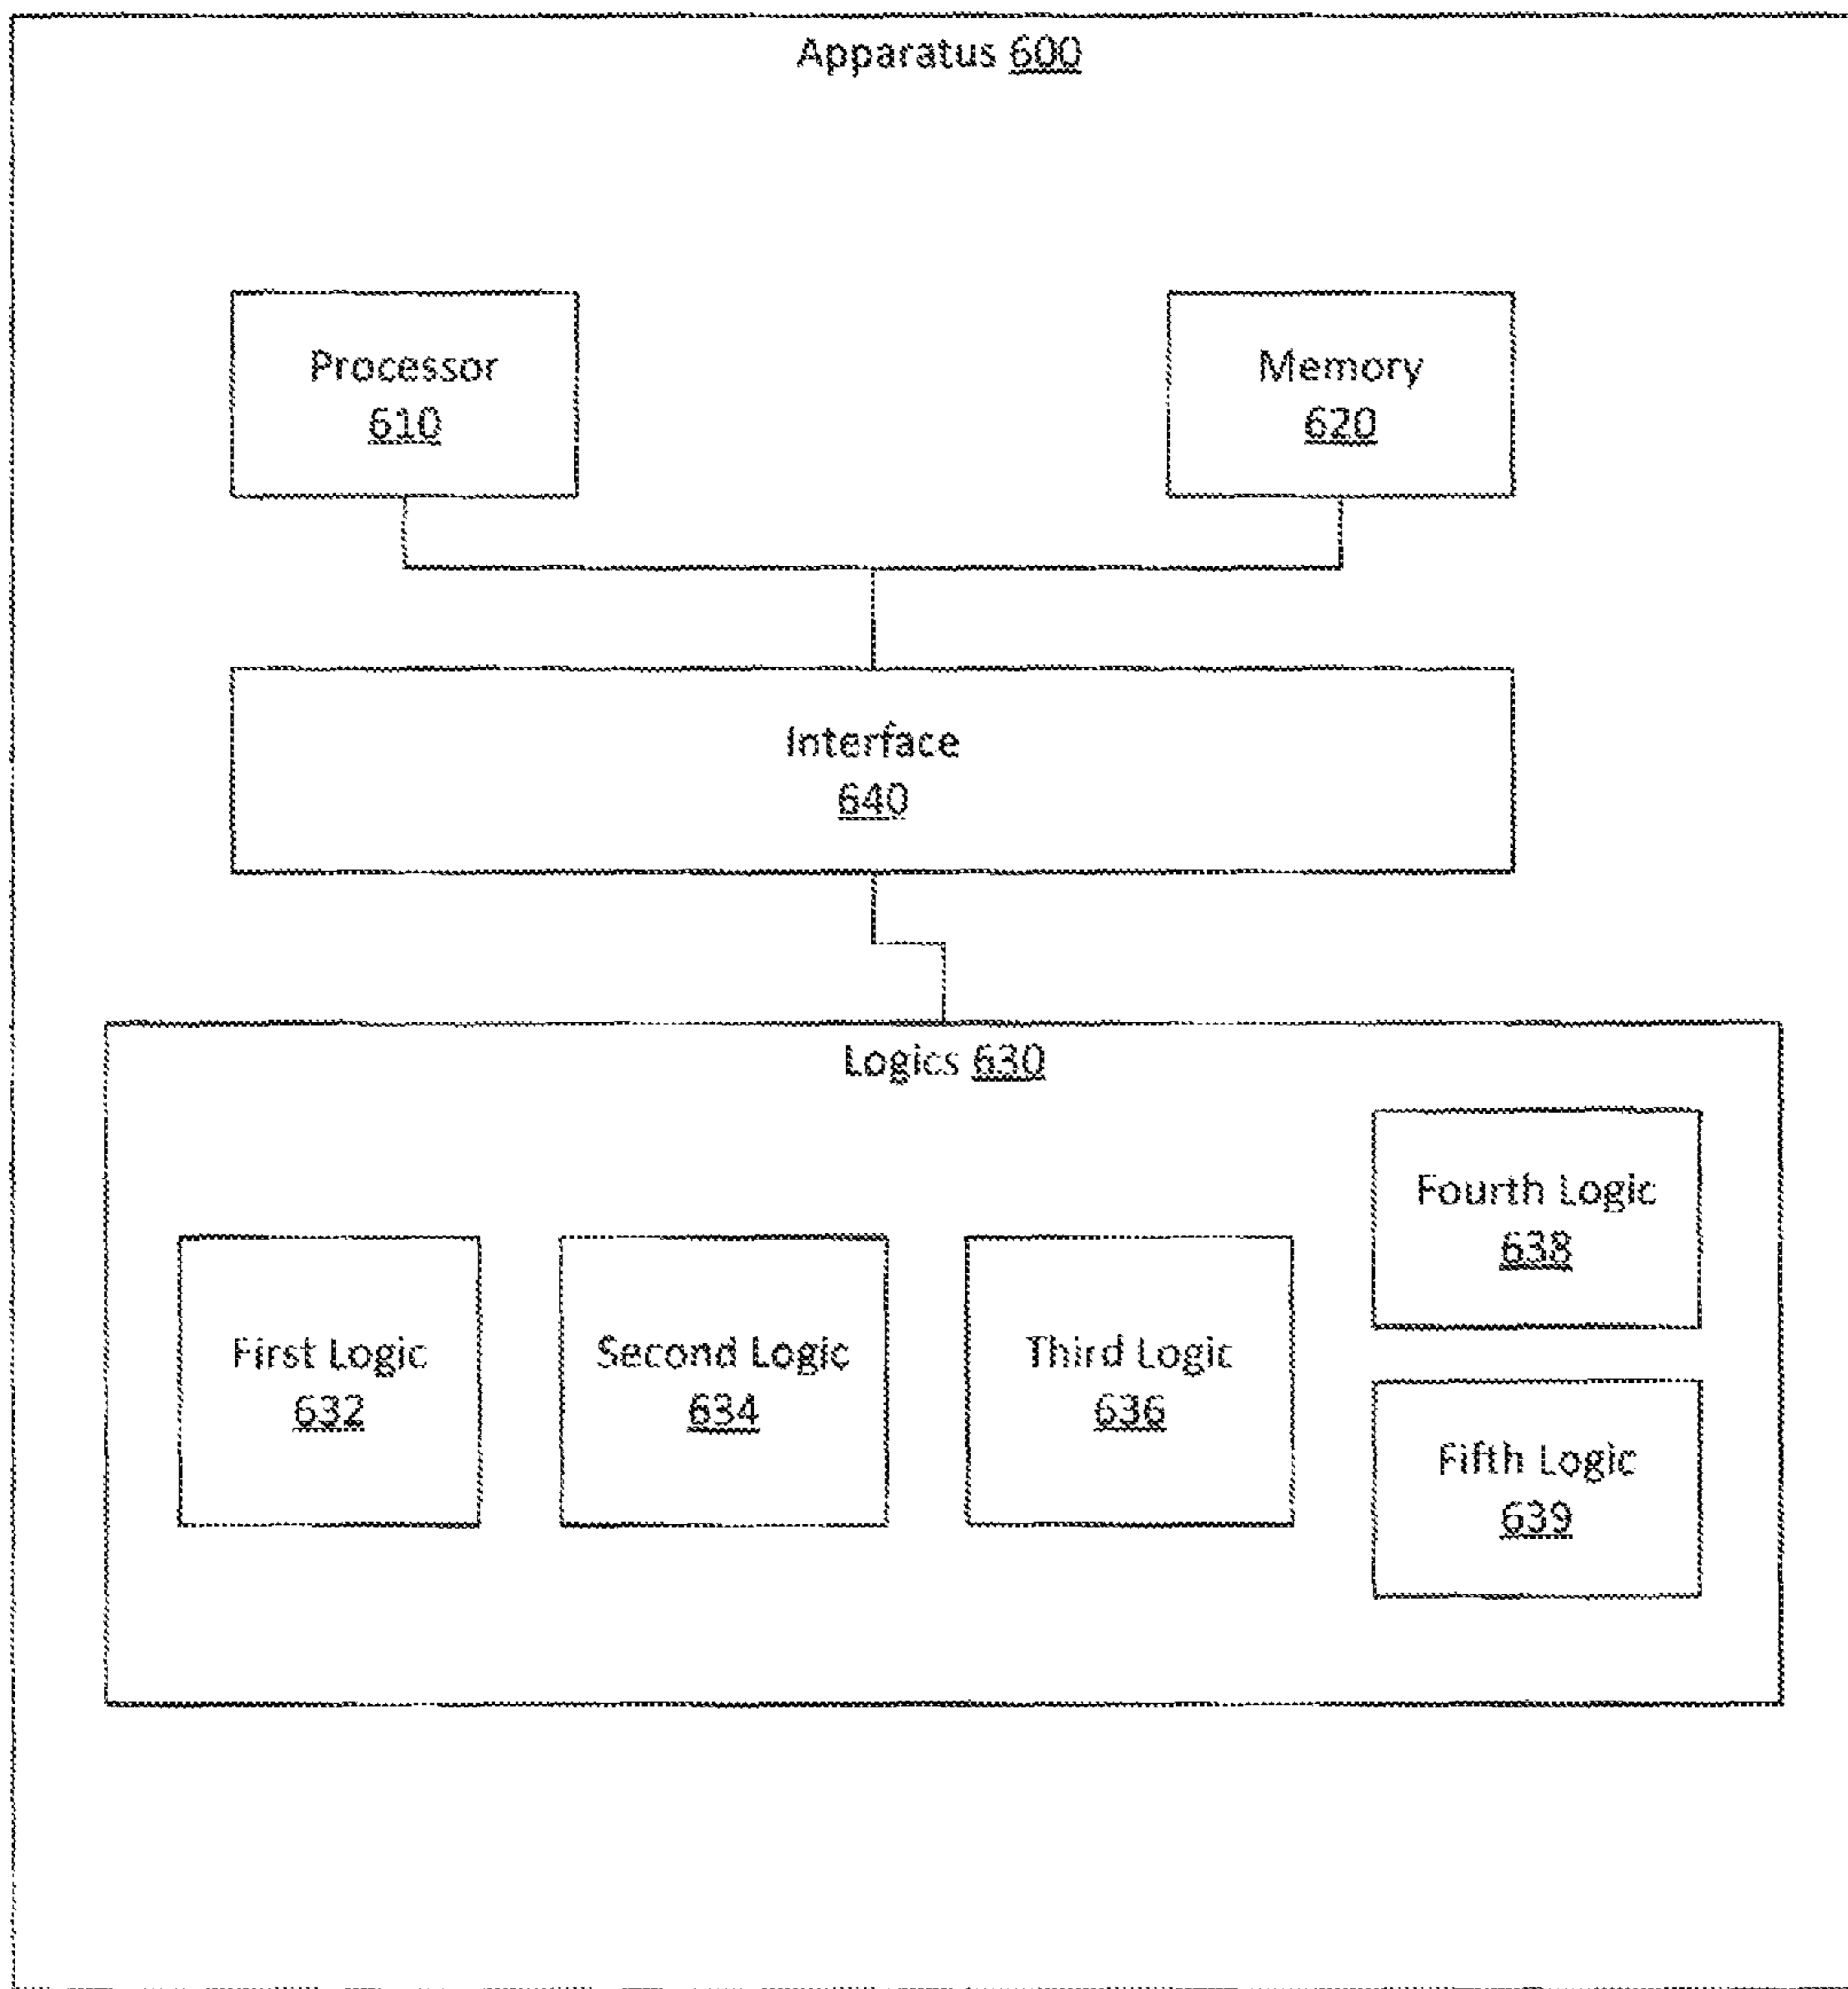 Apparatus 600
Processor
610
Memory
620
Interface
640
Logics 630
First Logic
632
Second Logic
634
Third Logic
636
Fourth Logic
638
Fifth Logic
639